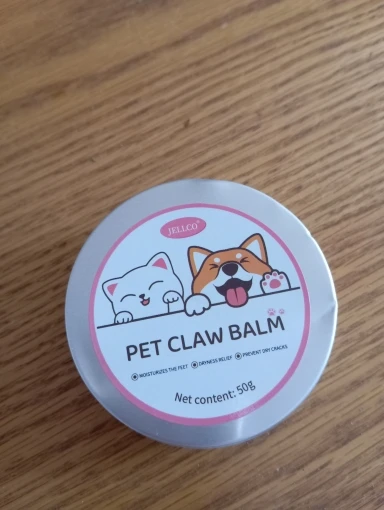 JELLCO®
PET CLAW BALM
MOISTURIZES THE FEET DRYNESS RELIEF PREVENT DRY CRACKS
Net content: 50g